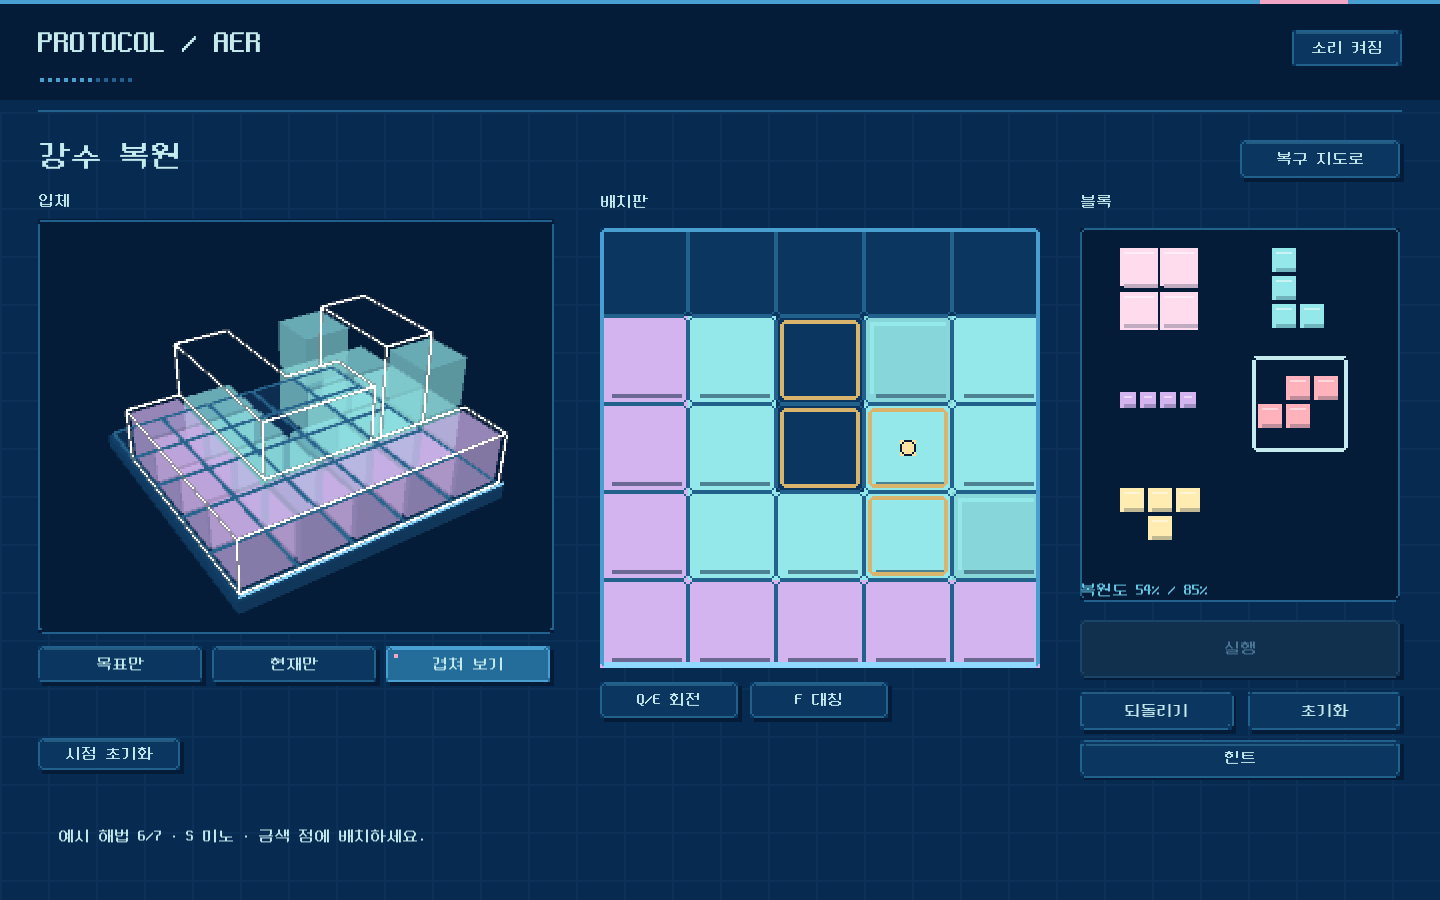 PROTOCOL / AER
소리 켜짐
강수 복원
복구 지도로
입체
배치판
블록
복원도 54% / 85%
목표만
현재만
겹쳐 보기
Q/E 회전
F 대칭
실행
되돌리기
초기화
힌트
시점 초기화
예시 해법 6/7 · S 미노 · 금색 점에 배치하세요.